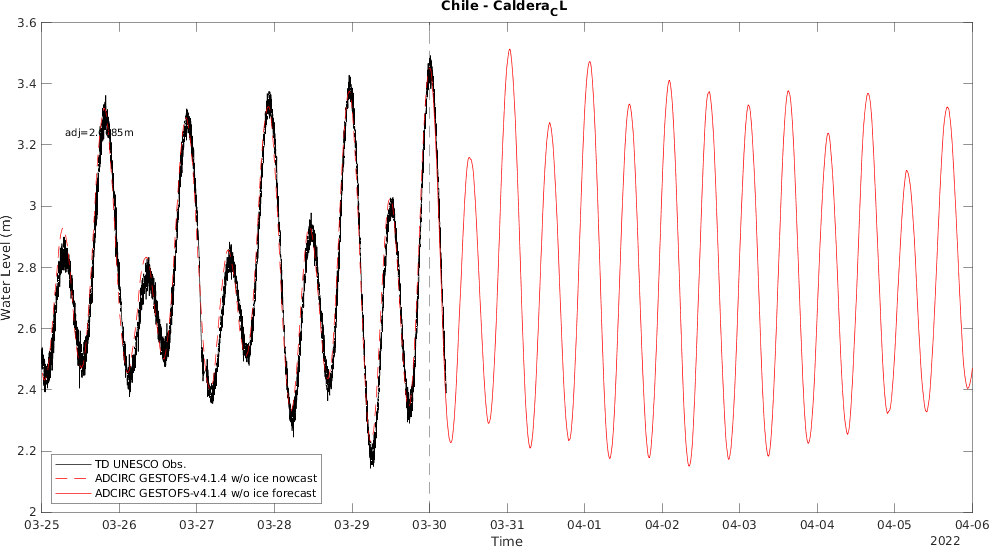 Chile - Caldera_CL
3.6
3.4
3.2
3
2.8
2.6
2.4
2.2
2
Water Level (m)
TD UNESCO Obs.
ADCIRC GESTOFS-v4.1.4 w/o ice nowcast
ADCIRC GESTOFS-v4.1.4 w/o ice forecast
03-25 03-26 03-27 03-28 03-29 03-30 03-31 04-01 04-02 04-03 04-04 04-05 04-06
Time
2022